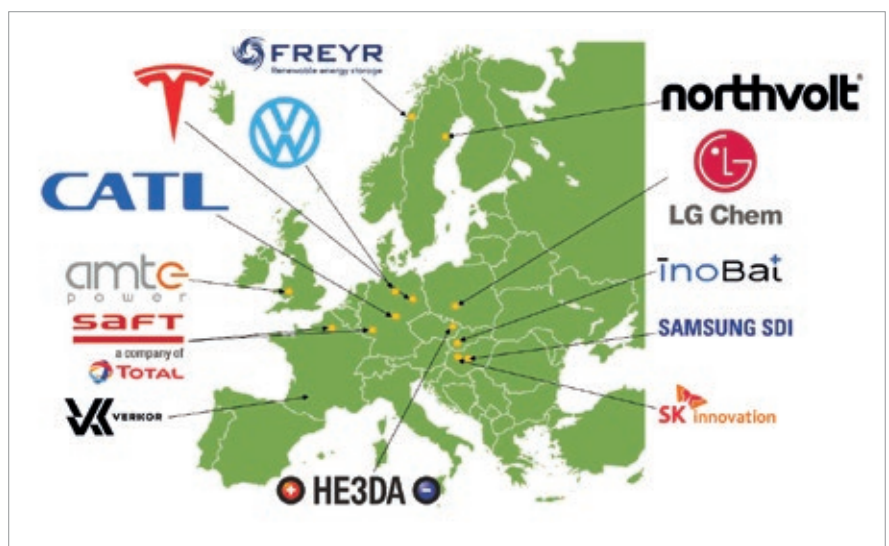 FREYR
Renewable energy storage
northvolt
CATL
LG Chem
amte
power
inoBat
saft
a company of
TOTAL
SAMSUNG SDI
VERKOR
SK innovation
HE3DA